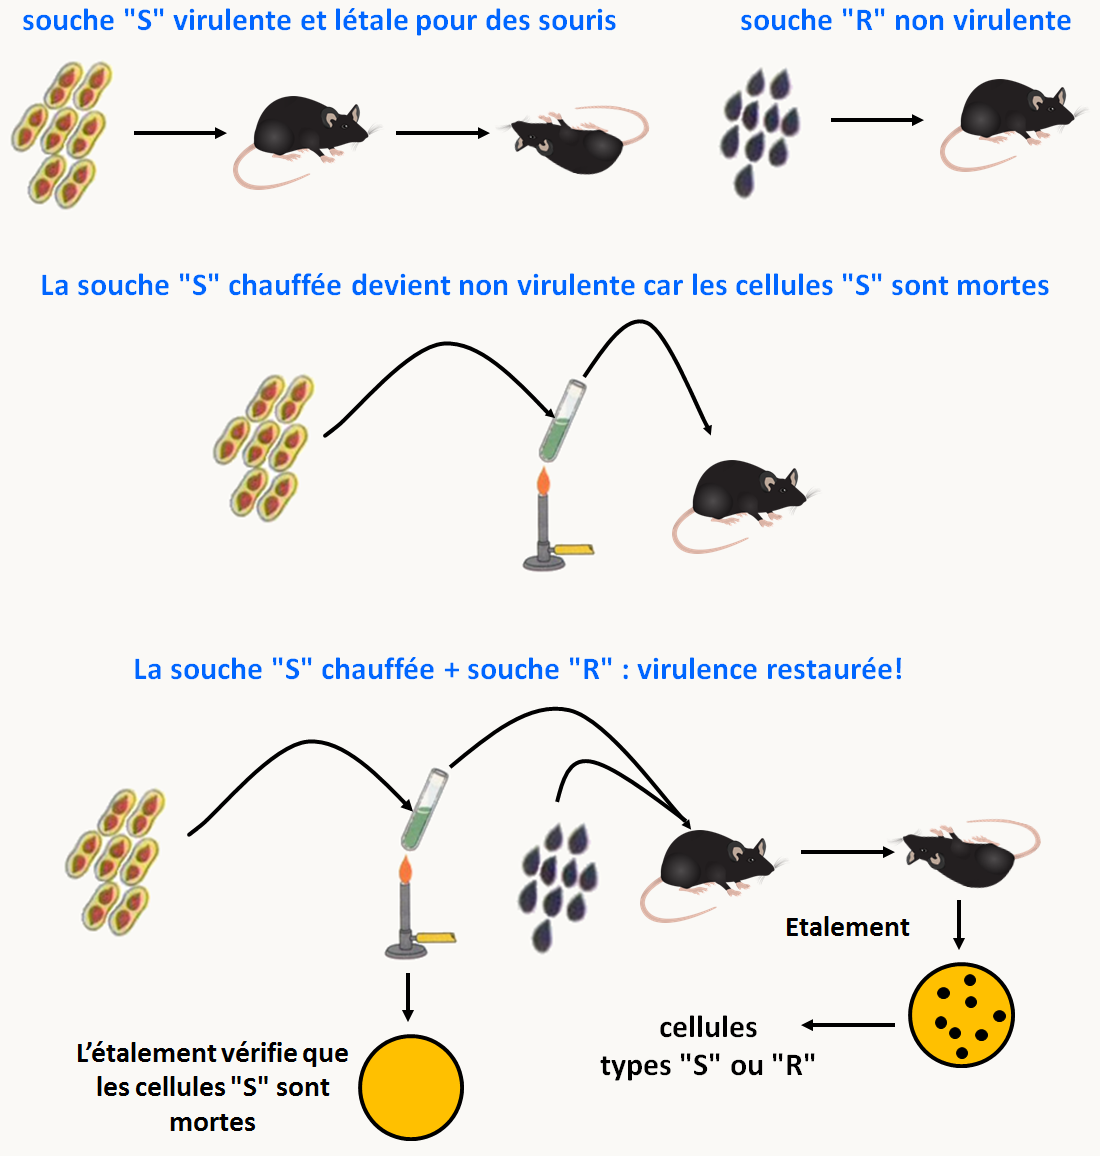 souche "S" virulente et létale pour des souris
souche "R" non virulente
La souche "S" chauffée devient non virulente car les cellules "S" sont mortes
La souche "S" chauffée + souche "R" : virulence restaurée!
Etalement
cellules
types "S" ou "R"
L'étalement vérifie que
les cellules "S" sont
mortes